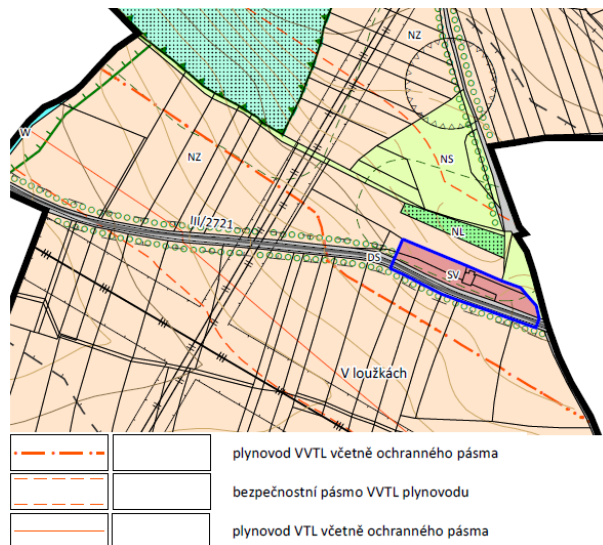 NZ
W
NZ
NS
III/2721
NL
DS
SV
V loužkách
plynovod VVTL včetně ochranného pásma
bezpečnostní pásmo VVTL plynovodu
plynovod VTL včetně ochranného pásma